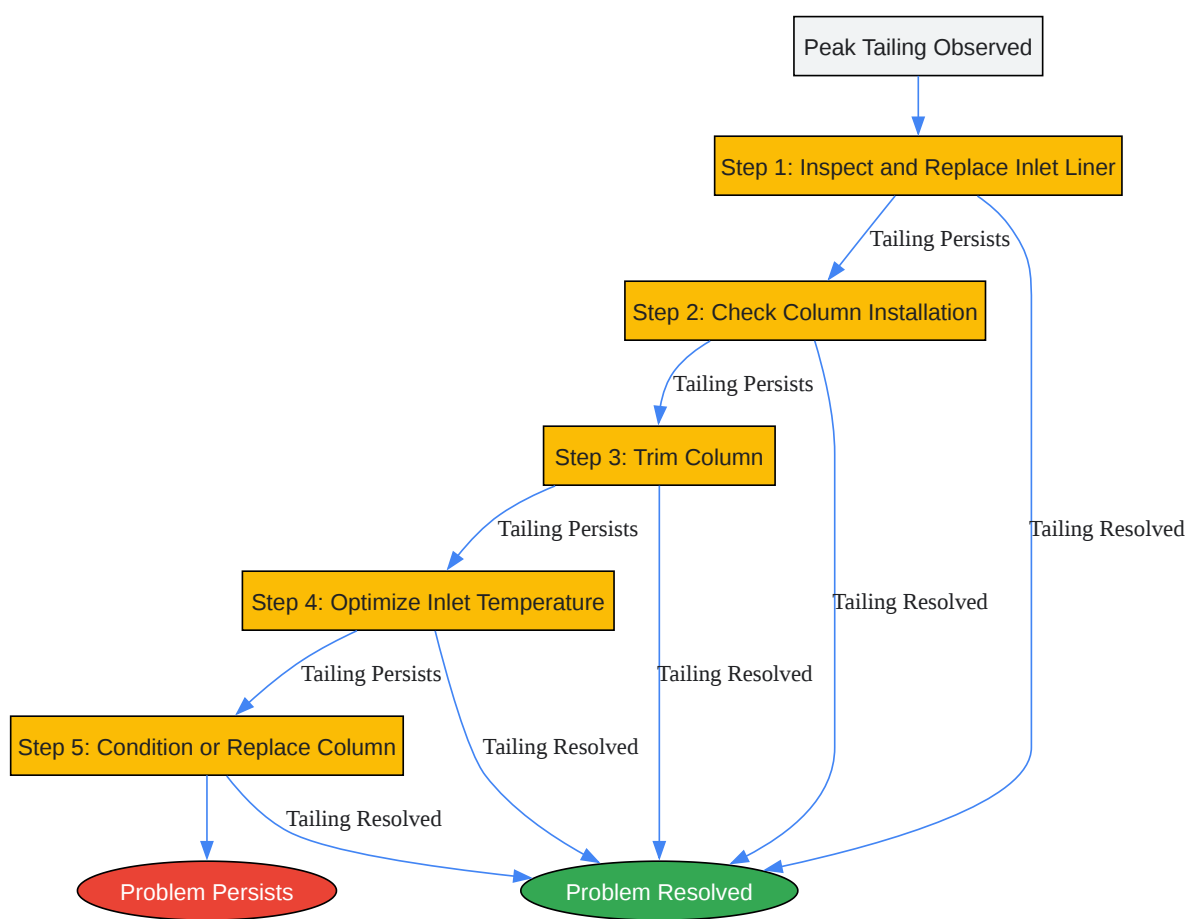 Peak Tailing Observed
Step 1: Inspect and Replace Inlet Liner
Tailing Persists
Step 2: Check Column Installation
Tailing Persists
Step 3: Trim Column
Tailing Persists
Tailing Resolved
Step 4: Optimize Inlet Temperature
Tailing Resolved
Tailing Persists
Tailing Resolved
Step 5: Condition or Replace Column
Tailing Resolved
Tailing Resolved
Problem Persists
Problem Resolved